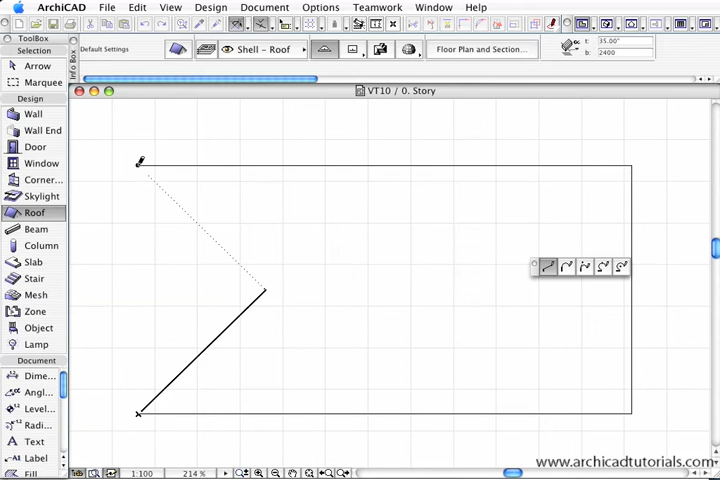 ArchiCAD File Edit View Design Document Options Teamwork Window Help
ToolBox
Selection
Arrow
Marquee
Design
Wall
Wall End
Door
Window
Corner...
Skylight
Roof
Beam
Column
Slab
Stair
Mesh
Zone
Object
Lamp
Document
Dime...
Angl...
Level...
Radi...
Text
Label
Fill
Info Box
Default Settings
Shell - Roof
Floor Plan and Section...
t: 35.00°
b: 2400
VT10 / 0. Story
1:100 214 %
www.archicadtutorials.com